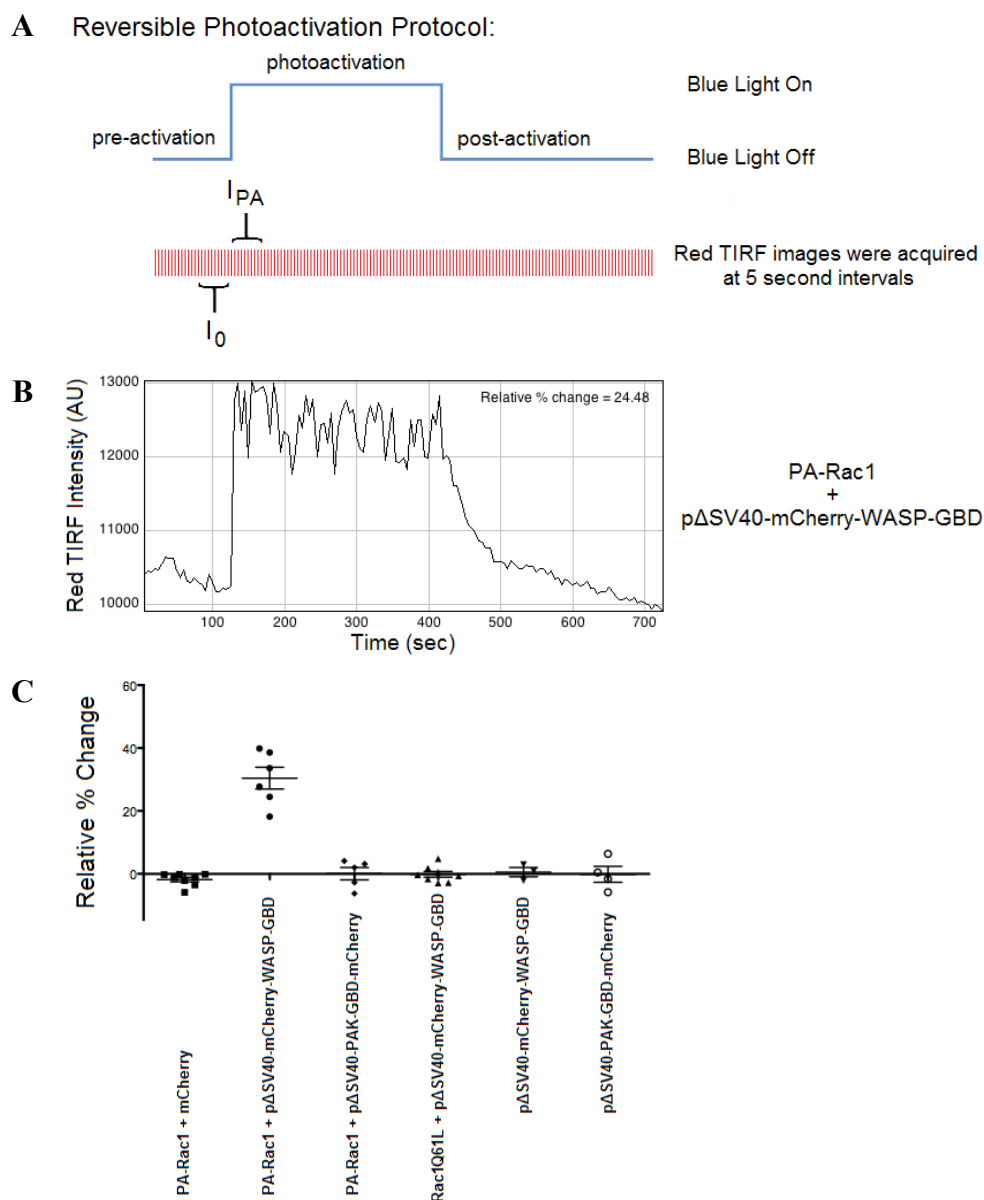 A
Reversible Photoactivation Protocol:
photoactivation
Blue Light On
pre-activation
post-activation
Blue Light Off
IPA
Red TIRF images were acquired
at 5 second intervals
I0
B
Red TIRF Intensity (AU)
13000
12000
11000
10000
Relative % change = 24.48
100
200
300
400
500
600
700
Time (sec)
PA-Rac1
+
pΔSV40-mCherry-WASP-GBD
C
Relative % Change
60
40
20
0
PA-Rac1 + mCherry
PA-Rac1 + pΔSV40-mCherry-WASP-GBD
PA-Rac1 + pΔSV40-PAK-GBD-mCherry
Rac1Q61L + pΔSV40-mCherry-WASP-GBD
pΔSV40-mCherry-WASP-GBD
pΔSV40-PAK-GBD-mCherry